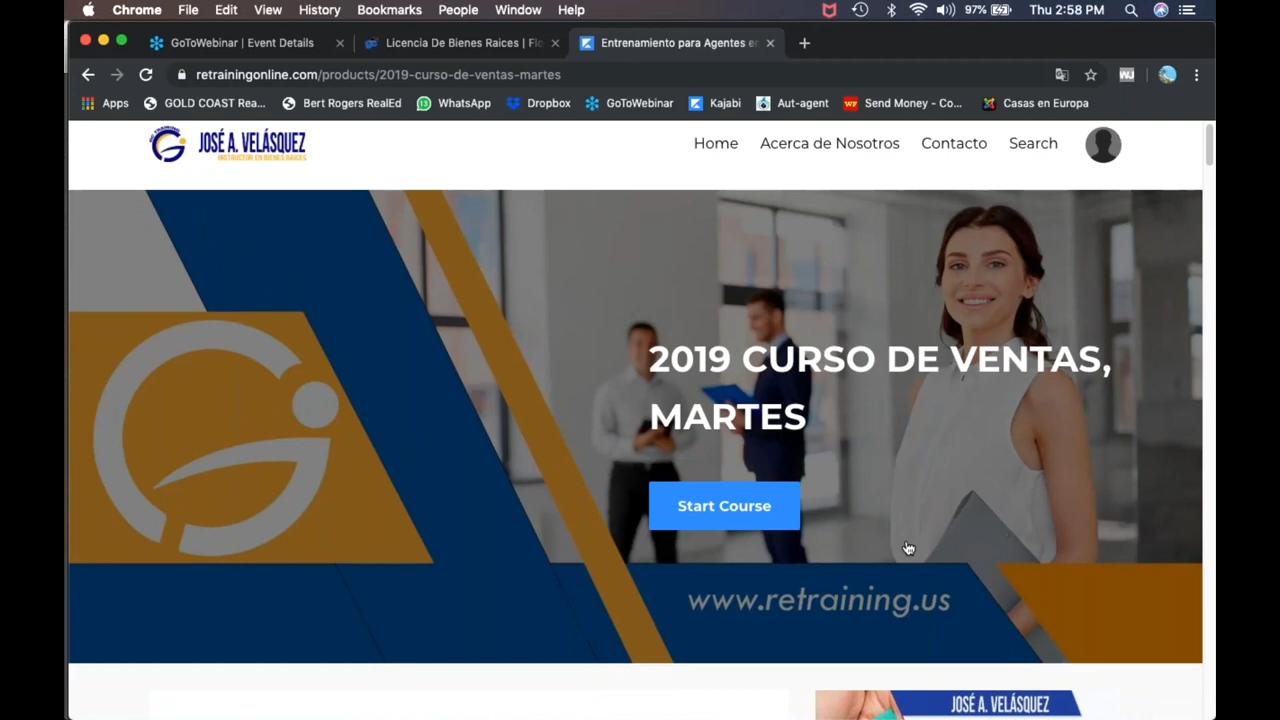 Chrome File Edit View History Bookmarks People Window Help 97% Thu 2:58 PM
GoToWebinar | Event Details
Licencia De Bienes Raices | Flo
Entrenamiento para Agentes en
retrainingonline.com/products/2019-curso-de-ventas-martes
Apps GOLD COAST Rea... Bert Rogers RealEd WhatsApp Dropbox GoToWebinar Kajabi Aut-agent Send Money - Co... Casas en Europa
JOSÉ A. VELÁSQUEZ
INSTRUCTOR EN BIENES RAICES
Home Acerca de Nosotros Contacto Search
2019 CURSO DE VENTAS,
MARTES
Start Course
www.retraining.us
JOSÉ A. VELÁSQUEZ